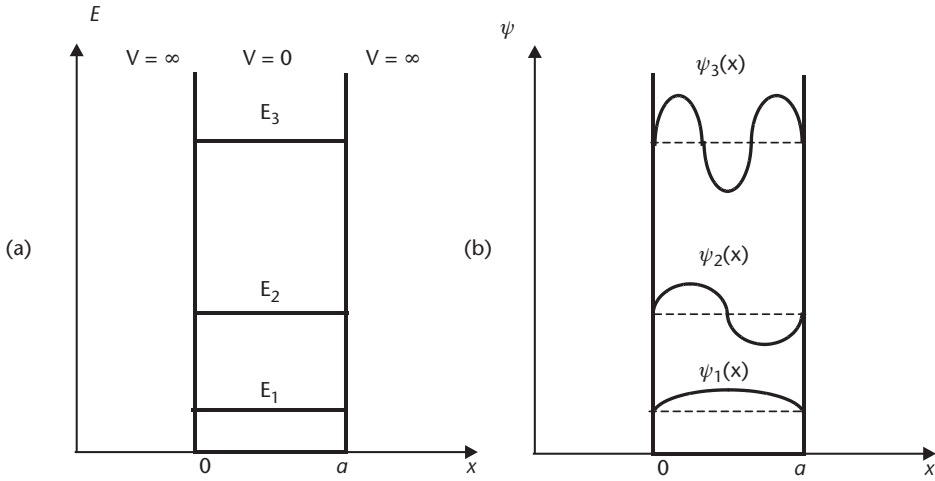 E
V = ∞ V = 0 V = ∞
E₃
(a)
E₂
E₁
0 a x
ψ
ψ₃(x)
(b)
ψ₂(x)
ψ₁(x)
0 a x